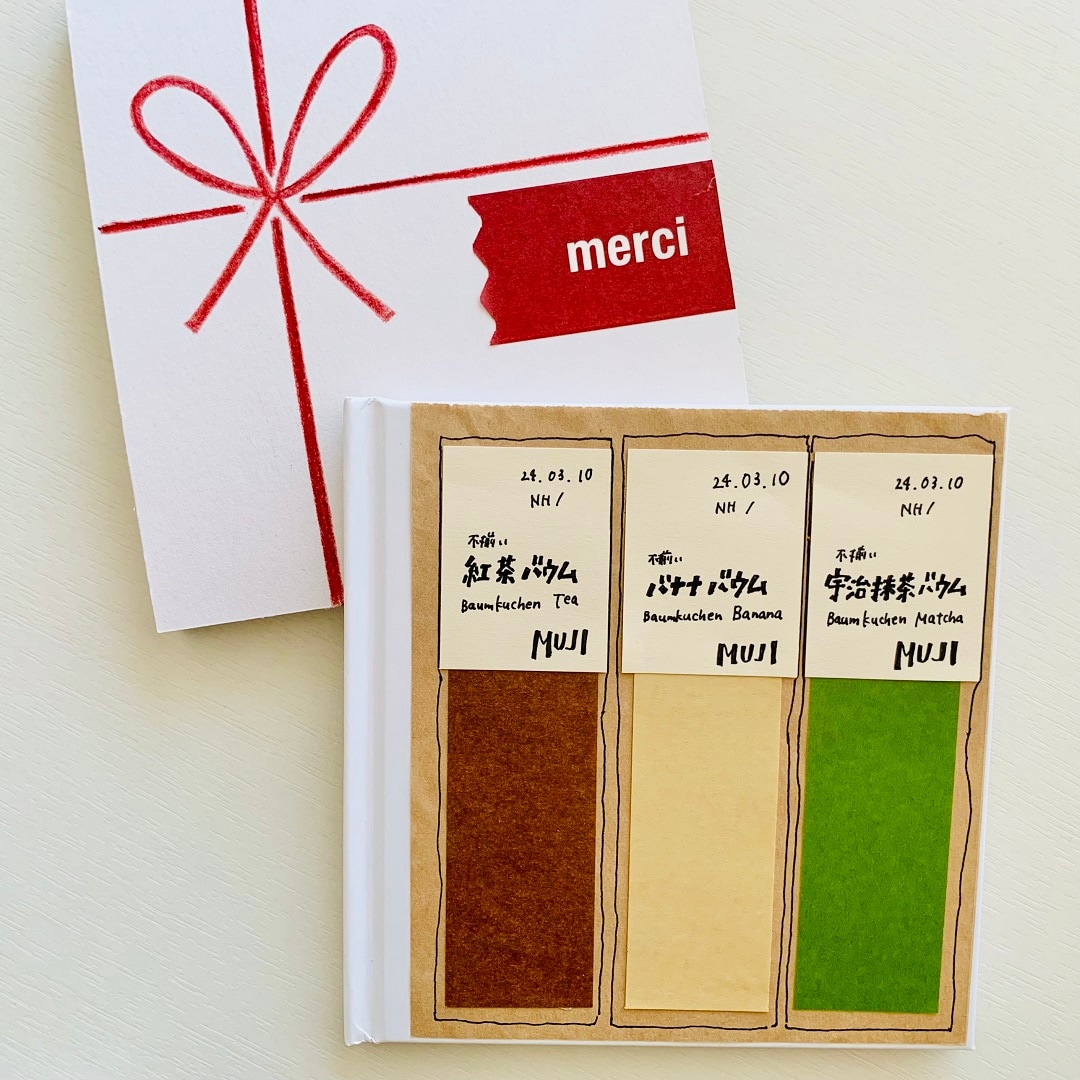 merci
24.03.10
NH /
不揃い
紅茶バウム
Baumkuchen Tea
MUJI
24.03.10
NH /
不揃い
バナナバウム
Baumkuchen Banana
MUJI
24.03.10
NH /
不揃い
宇治抹茶バウム
Baumkuchen Matcha
MUJI